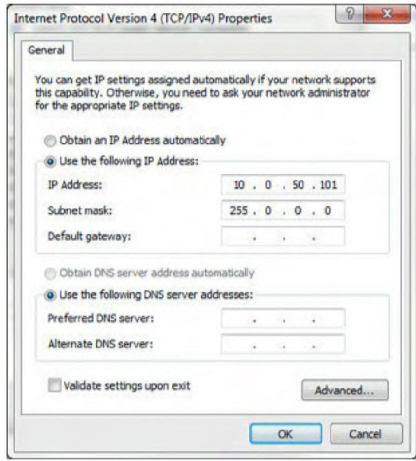 Internet Protocol Version 4 (TCP/IPv4) Properties
?
General
You can get IP settings assigned automatically if your network supports
this capability. Otherwise, you need to ask your network administrator
for the appropriate IP settings.
Obtain an IP Address automatically
Use the following IP Address:
IP Address: 10 . 0 . 50 . 101
Subnet mask: 255 . 0 . 0 . 0
Default gateway: . . .
Obtain DNS server address automatically
Use the following DNS server addresses:
Preferred DNS server: . . .
Alternate DNS server: . . .
Validate settings upon exit
Advanced...
OK Cancel